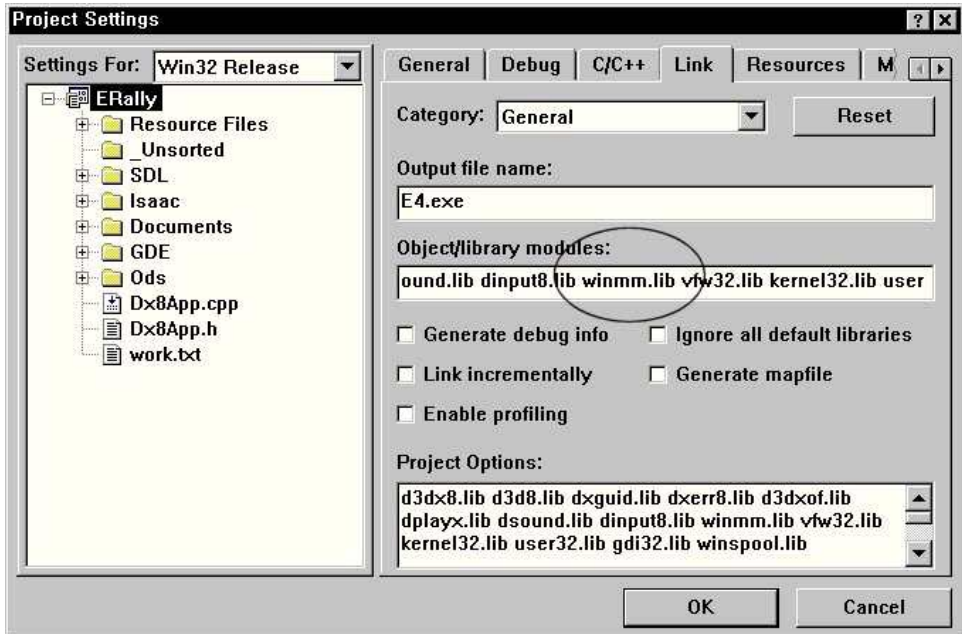 Project Settings
Settings For: Win32 Release
ERally
Resource Files
_Unsorted
SDL
Isaac
Documents
GDE
Ods
Dx8App.cpp
Dx8App.h
work.txt
General Debug C/C++ Link Resources M
Category: General Reset
Output file name:
E4.exe
Object/library modules:
ound.lib dinput8.lib winmm.lib vfw32.lib kernel32.lib user
Generate debug info Ignore all default libraries
Link incrementally Generate mapfile
Enable profiling
Project Options:
d3dx8.lib d3d8.lib dxguid.lib dxerr8.lib d3dxof.lib
dplayx.lib dsound.lib dinput8.lib winmm.lib vfw32.lib
kernel32.lib user32.lib gdi32.lib winspool.lib
OK Cancel